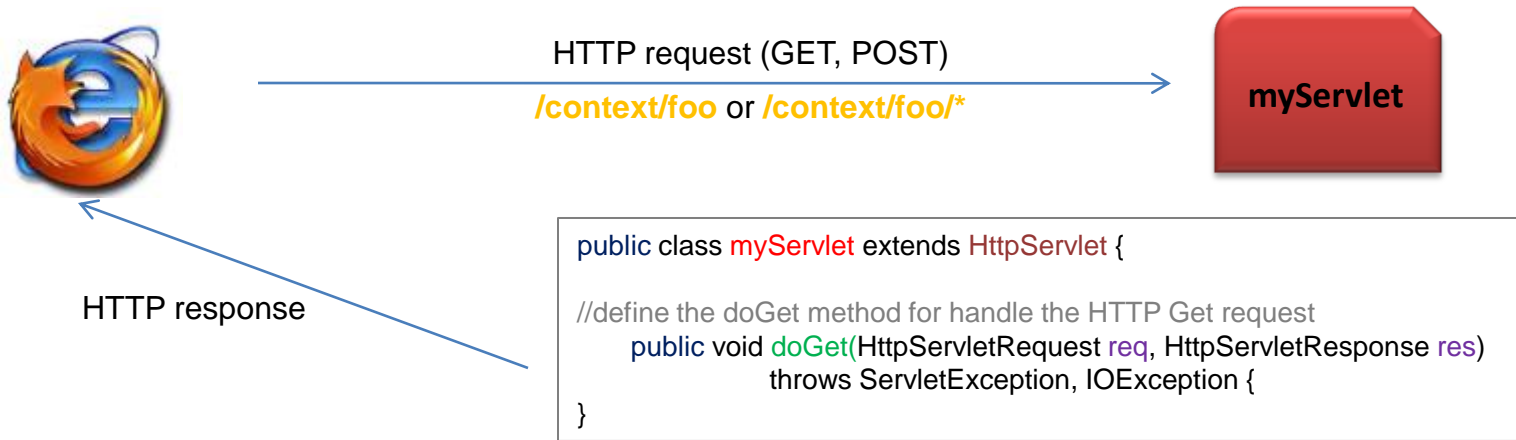 HTTP request (GET, POST)
/context/foo or /context/foo/*
myServlet
HTTP response
public class myServlet extends HttpServlet {
//define the doGet method for handle the HTTP Get request
public void doGet(HttpServletRequest req, HttpServletResponse res)
throws ServletException, IOException {
}